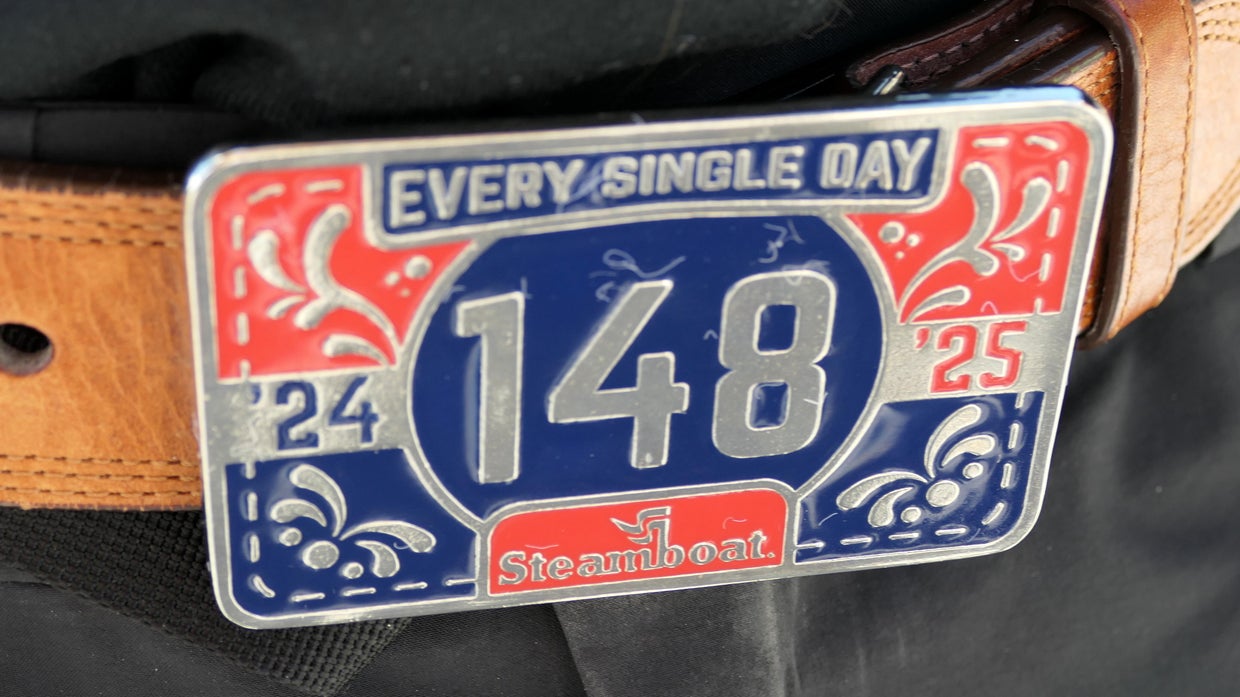 EVERY SINGLE DAY
148
'24
'25
Steamboat.